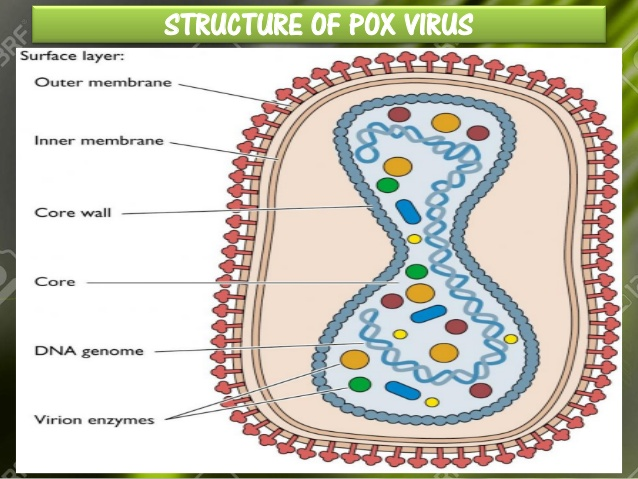 STRUCTURE OF POX VIRUS
Surface layer:
Outer membrane
Inner membrane
Core wall
Core
DNA genome
Virion enzymes